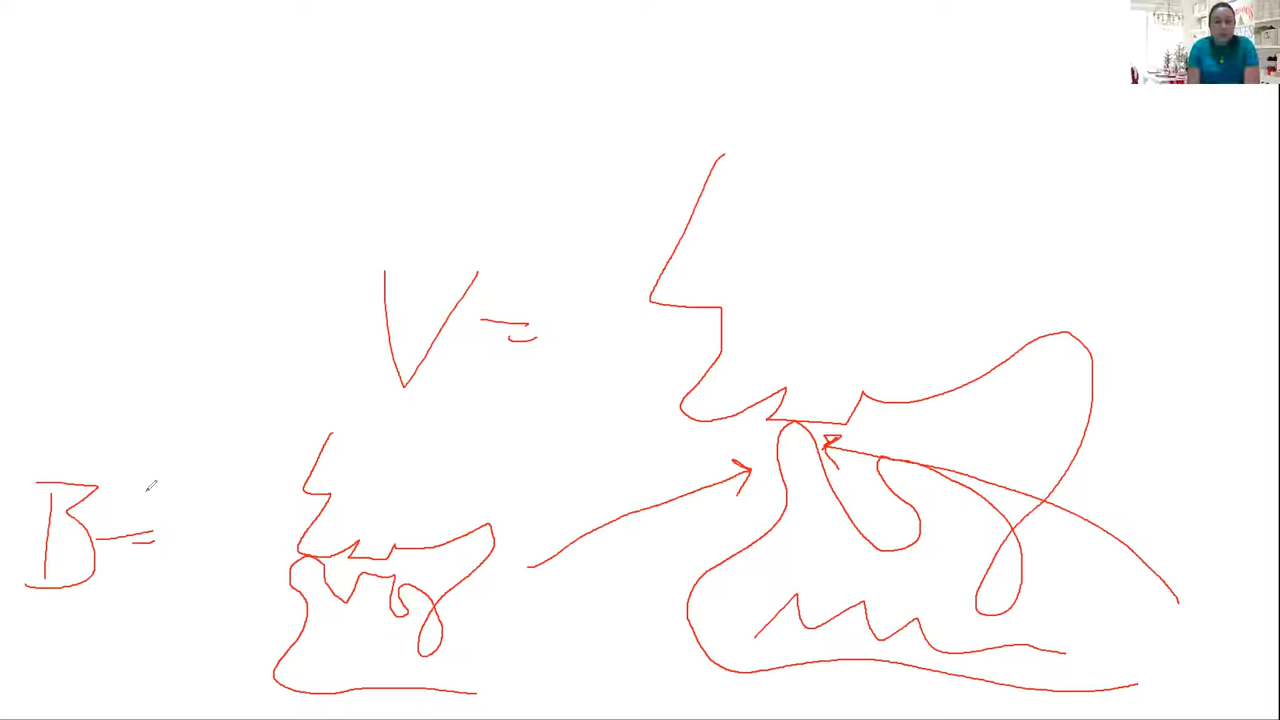 V =
B =